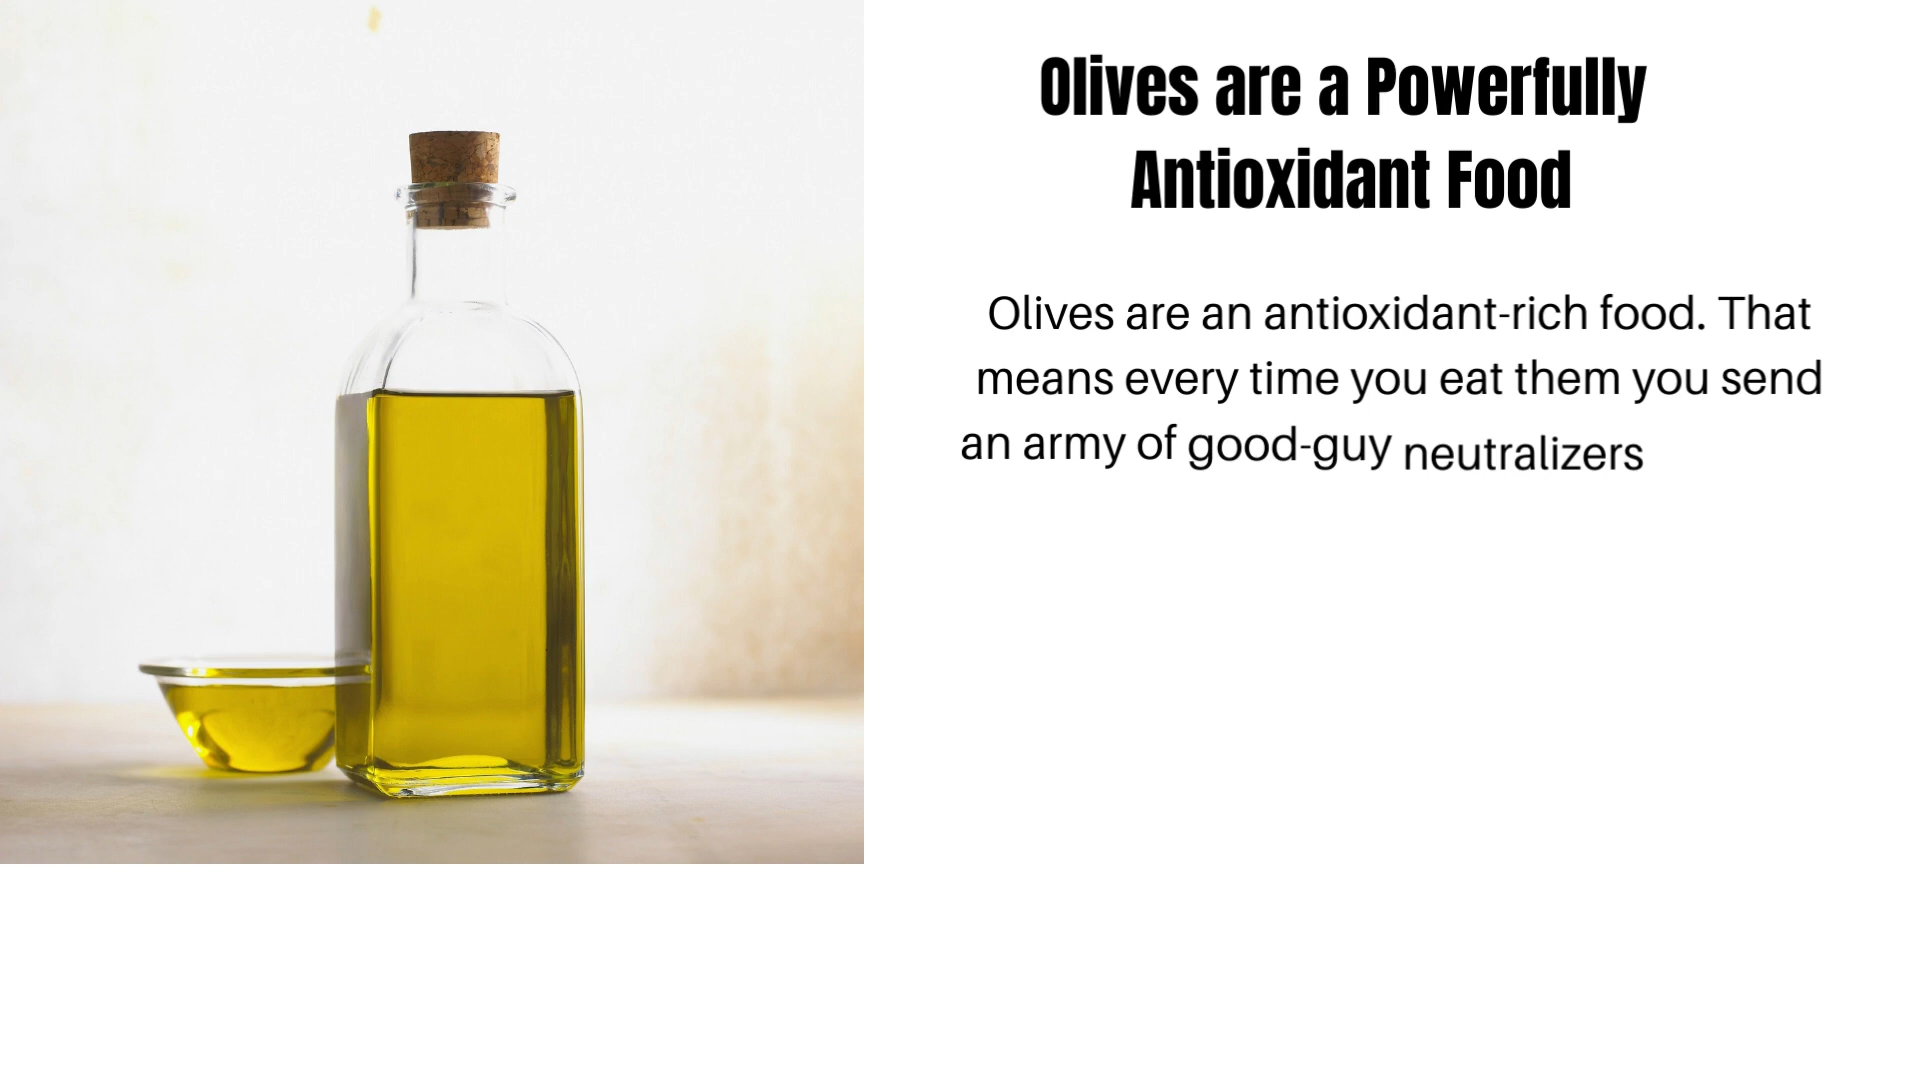 Olives are a Powerfully
Antioxidant Food
Olives are an antioxidant-rich food. That
means every time you eat them you send
an army of good-guy neutralizers